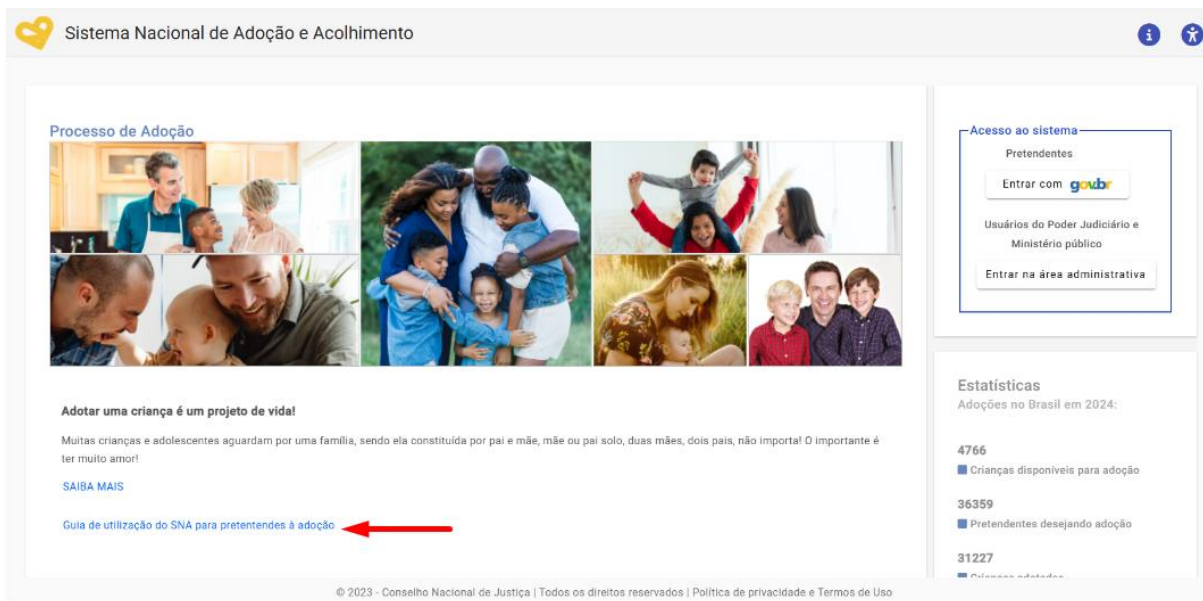 Sistema Nacional de Adoção e Acolhimento
Processo de Adoção
Adotar uma criança é um projeto de vida!
Muitas crianças e adolescentes aguardam por uma família, sendo ela constituída por pai e mãe, mãe ou pai solo, duas mães, dois pais, não importa! O importante é
ter muito amor!
SAIBA MAIS
Guia de utilização do SNA para pretentendes à adoção
Acesso ao sistema
Pretendentes
Entrar com gov.br
Usuários do Poder Judiciário e
Ministério público
Entrar na área administrativa
Estatísticas
Adoções no Brasil em 2024:
4766
Crianças disponíveis para adoção
36359
Pretendentes desejando adoção
31227
Crianças adotadas
© 2023 - Conselho Nacional de Justiça | Todos os direitos reservados | Política de privacidade e Termos de Uso